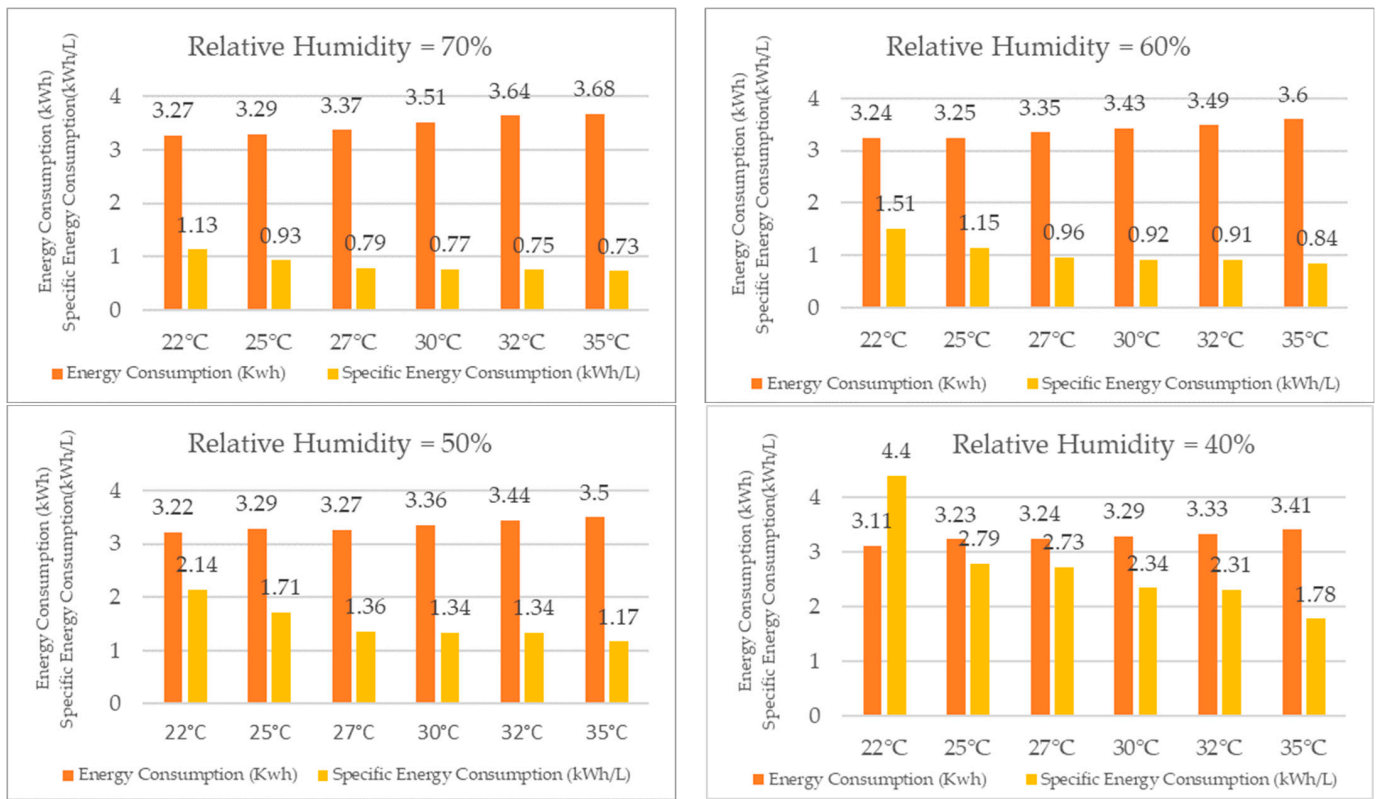 Relative Humidity = 70%
Energy Consumption (kWh)
Specific Energy Consumption(kWh/L)
4
3
2
1
0
3.27
3.29
3.37
3.51
3.64
3.68
1.13
0.93
0.79
0.77
0.75
0.73
22°C
25°C
27°C
30°C
32°C
35°C
Energy Consumption (Kwh)
Specific Energy Consumption (kWh/L)
Relative Humidity = 60%
Energy Consumption (kWh)
Specific Energy Consumption(kWh/L)
4
3
2
1
0
3.24
3.25
3.35
3.43
3.49
3.6
1.51
1.15
0.96
0.92
0.91
0.84
22°C
25°C
27°C
30°C
32°C
35°C
Energy Consumption (Kwh)
Specific Energy Consumption (kWh/L)
Relative Humidity = 50%
Energy Consumption (kWh)
Specific Energy Consumption(kWh/L)
4
3
2
1
0
3.22
3.29
3.27
3.36
3.44
3.5
2.14
1.71
1.36
1.34
1.34
1.17
22°C
25°C
27°C
30°C
32°C
35°C
Energy Consumption (Kwh)
Specific Energy Consumption (kWh/L)
Relative Humidity = 40%
Energy Consumption (kWh)
Specific Energy Consumption(kWh/L)
4
3
2
1
0
4.4
3.11
3.23
3.24
3.29
3.33
3.41
2.79
2.73
2.34
2.31
1.78
22°C
25°C
27°C
30°C
32°C
35°C
Energy Consumption (Kwh)
Specific Energy Consumption (kWh/L)